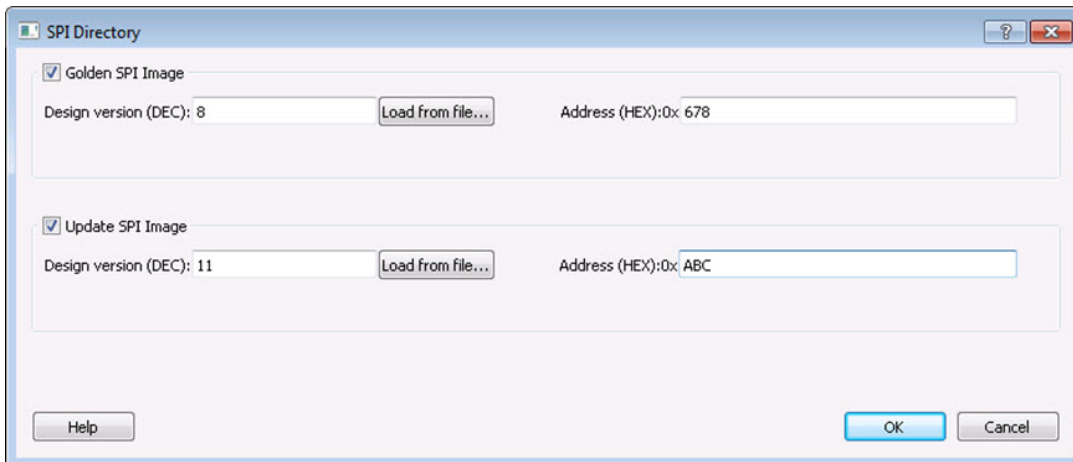 SPI Directory
Golden SPI Image
Design version (DEC): 8 Load from file... Address (HEX):0x 678
Update SPI Image
Design version (DEC): 11 Load from file... Address (HEX):0x ABC
Help OK Cancel